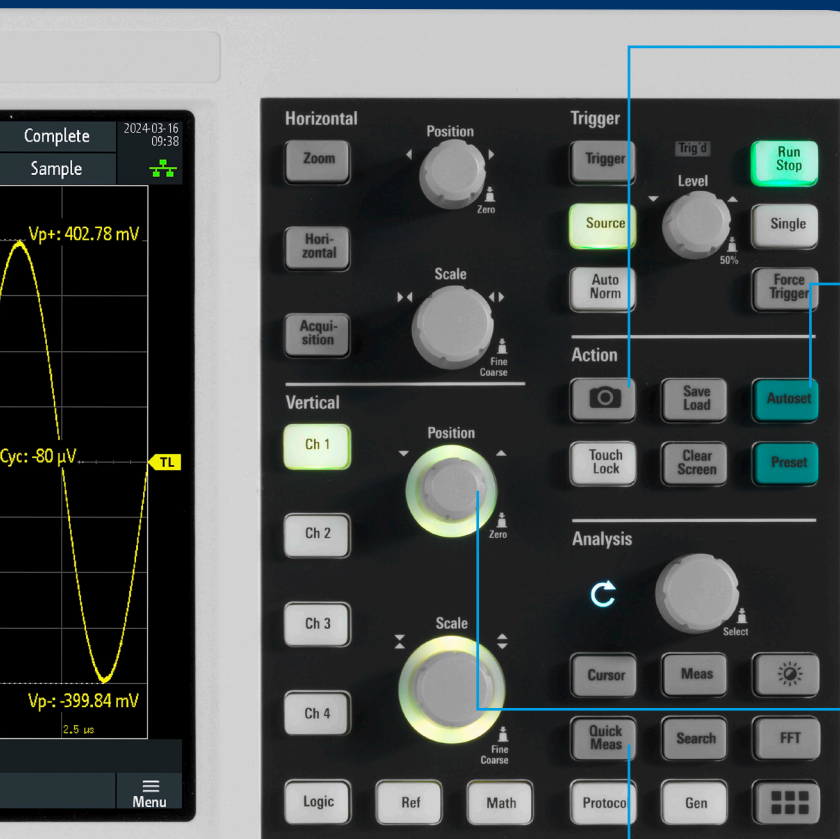 Complete
2024-03-16
09:38
Sample
Vp+: 402.78 mV
Cyc: -80 µV
TL
Vp-: -399.84 mV
2.5 µs
Menu
Horizontal
Position
Zoom
Zero
Hori-
zontal
Scale
Acqui-
sition
Fine
Coarse
Vertical
Ch 1
Position
Ch 2
Zero
Ch 3
Scale
Ch 4
Fine
Coarse
Logic
Ref
Math
Trigger
Trigger
Trig'd
Run
Stop
Level
Source
Single
50%
Auto
Norm
Force
Trigger
Action
Save
Load
Autoset
Touch
Lock
Clear
Screen
Preset
Analysis
Select
Cursor
Meas
Quick
Meas
Search
FFT
Protocol
Gen